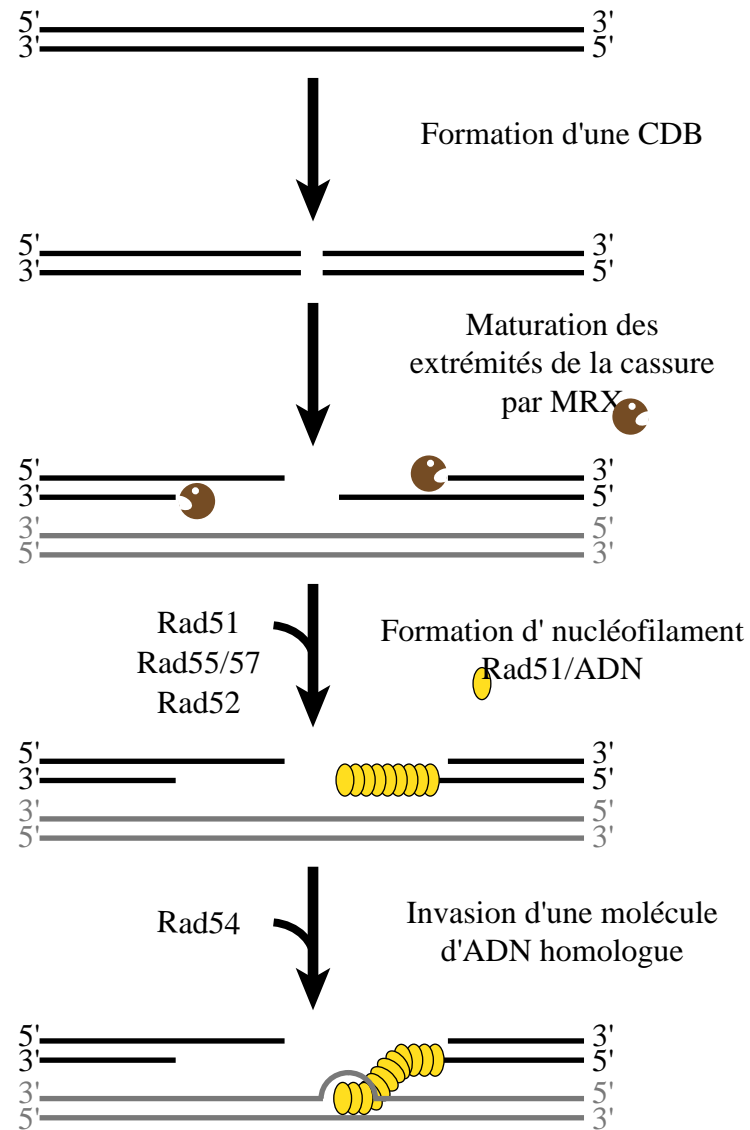 5' 3'
3' 5'
Formation d'une CDB
5' 3'
3' 5'
Maturation des
extrémités de la cassure
par MRX
5' 3'
3' 5'
3' 5'
5' 3'
Rad51
Rad55/57
Rad52
Formation d' nucléofilament
Rad51/ADN
5' 3'
3' 5'
3' 5'
5' 3'
Rad54
Invasion d'une molécule
d'ADN homologue
5' 3'
3' 5'
3' 5'
5' 3'